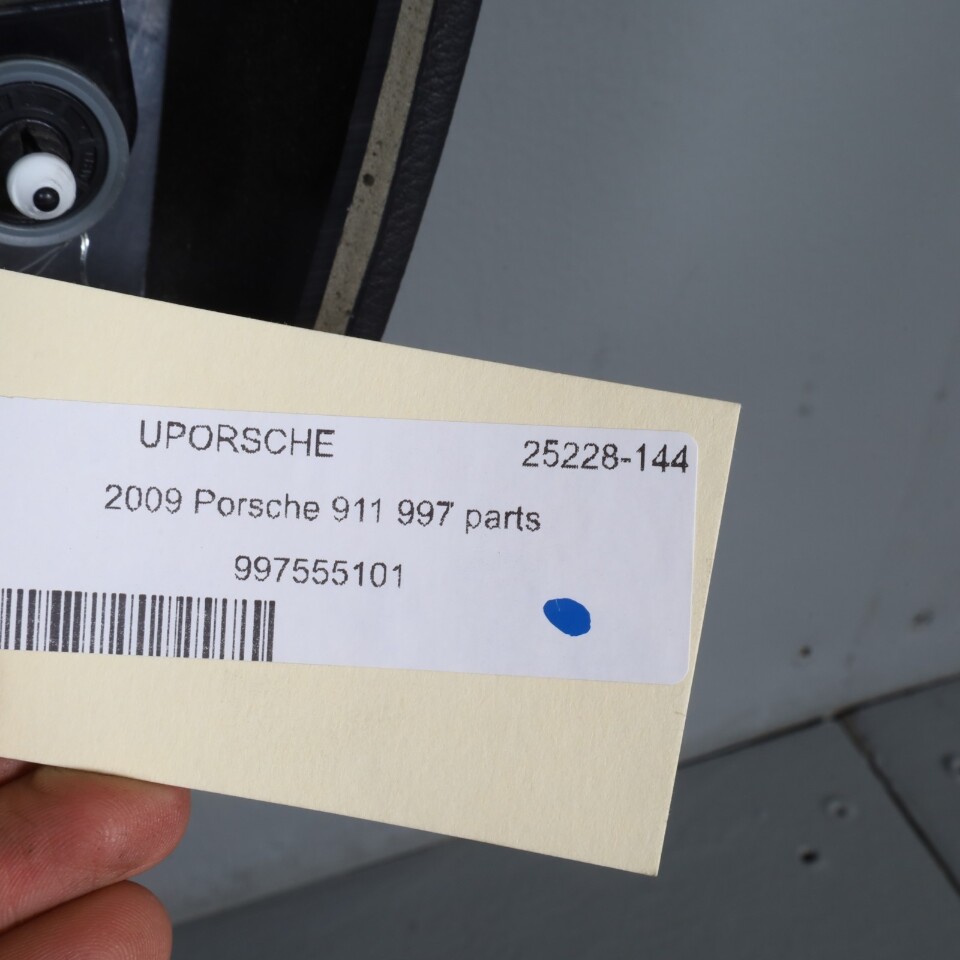 UPORSCHE
25228-144
2009 Porsche 911 997 parts
997555101